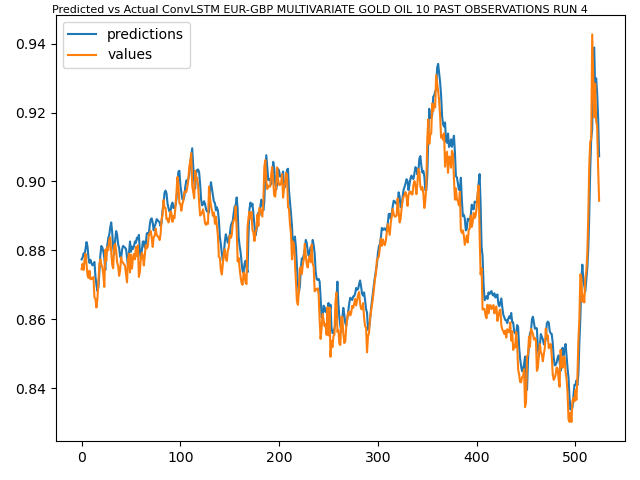 Predicted vs Actual ConvLSTM EUR-GBP MULTIVARIATE GOLD OIL 10 PAST OBSERVATIONS RUN 4
predictions
values
0.94
0.92
0.90
0.88
0.86
0.84
0 100 200 300 400 500